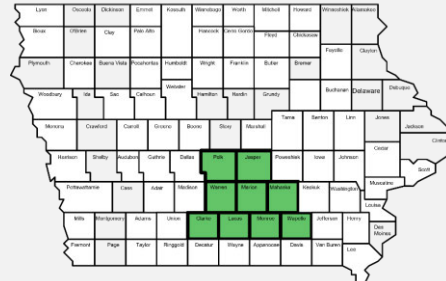 Lyon Osceola Dickinson Emmet Kossuth Winnebago Worth Mitchell Howard Winneshiek Allamakee
Sioux O'Brien Clay Palo Alto Hancock Cerro Gordo Floyd Chickasaw
Fayette Clayton
Plymouth Cherokee Buena Vista Pocahontas Humboldt Wright Franklin Butler Bremer
Webster
Woodbury Ida Sac Calhoun Hamilton Hardin Grundy Buchanan Delaware Dubuque
Tama Benton Linn Jones Jackson
Monona Crawford Carroll Greene Boone Story Marshall
Cedar
Harrison Shelby Audubon Guthrie Dallas Polk Jasper Poweshiek Iowa Johnson Scott
Muscatine
Pottawattamie Cass Adair Madison Warren Marion Mahaska Keokuk Washington
Louisa
Mills Montgomery Adams Union Clarke Lucas Monroe Wapello Jefferson Henry
Des
Moines
Fremont Page Taylor Ringgold Decatur Wayne Appanoose Davis Van Buren Lee